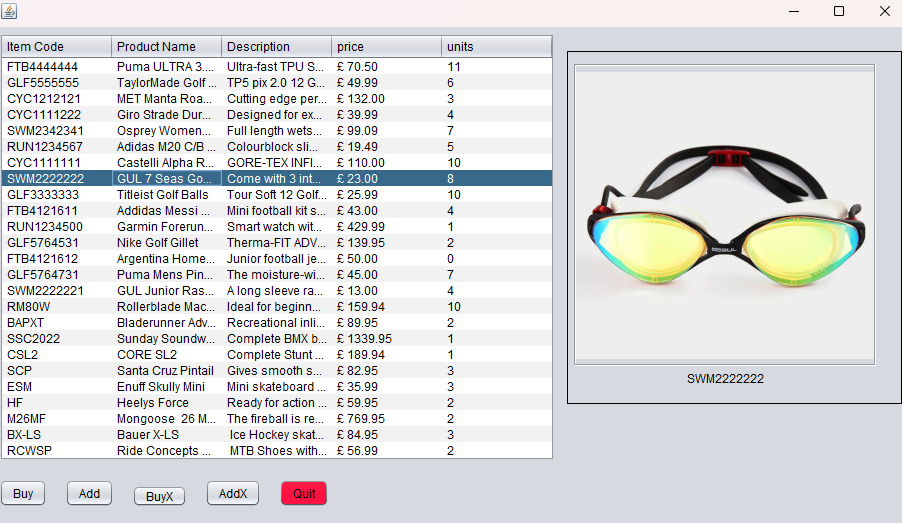 Item Code Product Name Description price units
FTB4444444 Puma ULTRA 3.... Ultra-fast TPU S... £ 70.50 11
GLF5555555 TaylorMade Golf ... TP5 pix 2.0 12 G... £ 49.99 6
CYC1212121 MET Manta Roa... Cutting edge per... £ 132.00 3
CYC1111222 Giro Strade Dur... Designed for ex... £ 39.99 4
SWM2342341 Osprey Women... Full length wets... £ 99.09 7
RUN1234567 Adidas M20 C/B ... Colourblock sli... £ 19.49 5
CYC1111111 Castelli Alpha R... GORE-TEX INFI... £ 110.00 10
SWM2222222 GUL 7 Seas Go... Come with 3 int... £ 23.00 8
GLF3333333 Titleist Golf Balls Tour Soft 12 Golf... £ 25.99 10
FTB4121611 Addidas Messi ... Mini football kit s... £ 43.00 4
RUN1234500 Garmin Forerun... Smart watch wit... £ 429.99 1
GLF5764531 Nike Golf Gillet Therma-FIT ADV... £ 139.95 2
FTB4121612 Argentina Home... Junior football je... £ 50.00 0
GLF5764731 Puma Mens Pin... The moisture-wi... £ 45.00 7
SWM2222221 GUL Junior Ras... A long sleeve ra... £ 13.00 4
RM80W Rollerblade Mac... Ideal for beginn... £ 159.94 10
BAPXT Bladerunner Adv... Recreational inli... £ 89.95 2
SSC2022 Sunday Soundw... Complete BMX b... £ 1339.95 1
CSL2 CORE SL2 Complete Stunt ... £ 189.94 1
SCP Santa Cruz Pintail Gives smooth s... £ 82.95 3
ESM Enuff Skully Mini Mini skateboard ... £ 35.99 3
HF Heelys Force Ready for action ... £ 59.95 2
M26MF Mongoose 26 M... The fireball is re... £ 769.95 2
BX-LS Bauer X-LS Ice Hockey skat... £ 84.95 3
RCWSP Ride Concepts ... MTB Shoes with... £ 56.99 2
SWM2222222
Buy Add BuyX AddX Quit